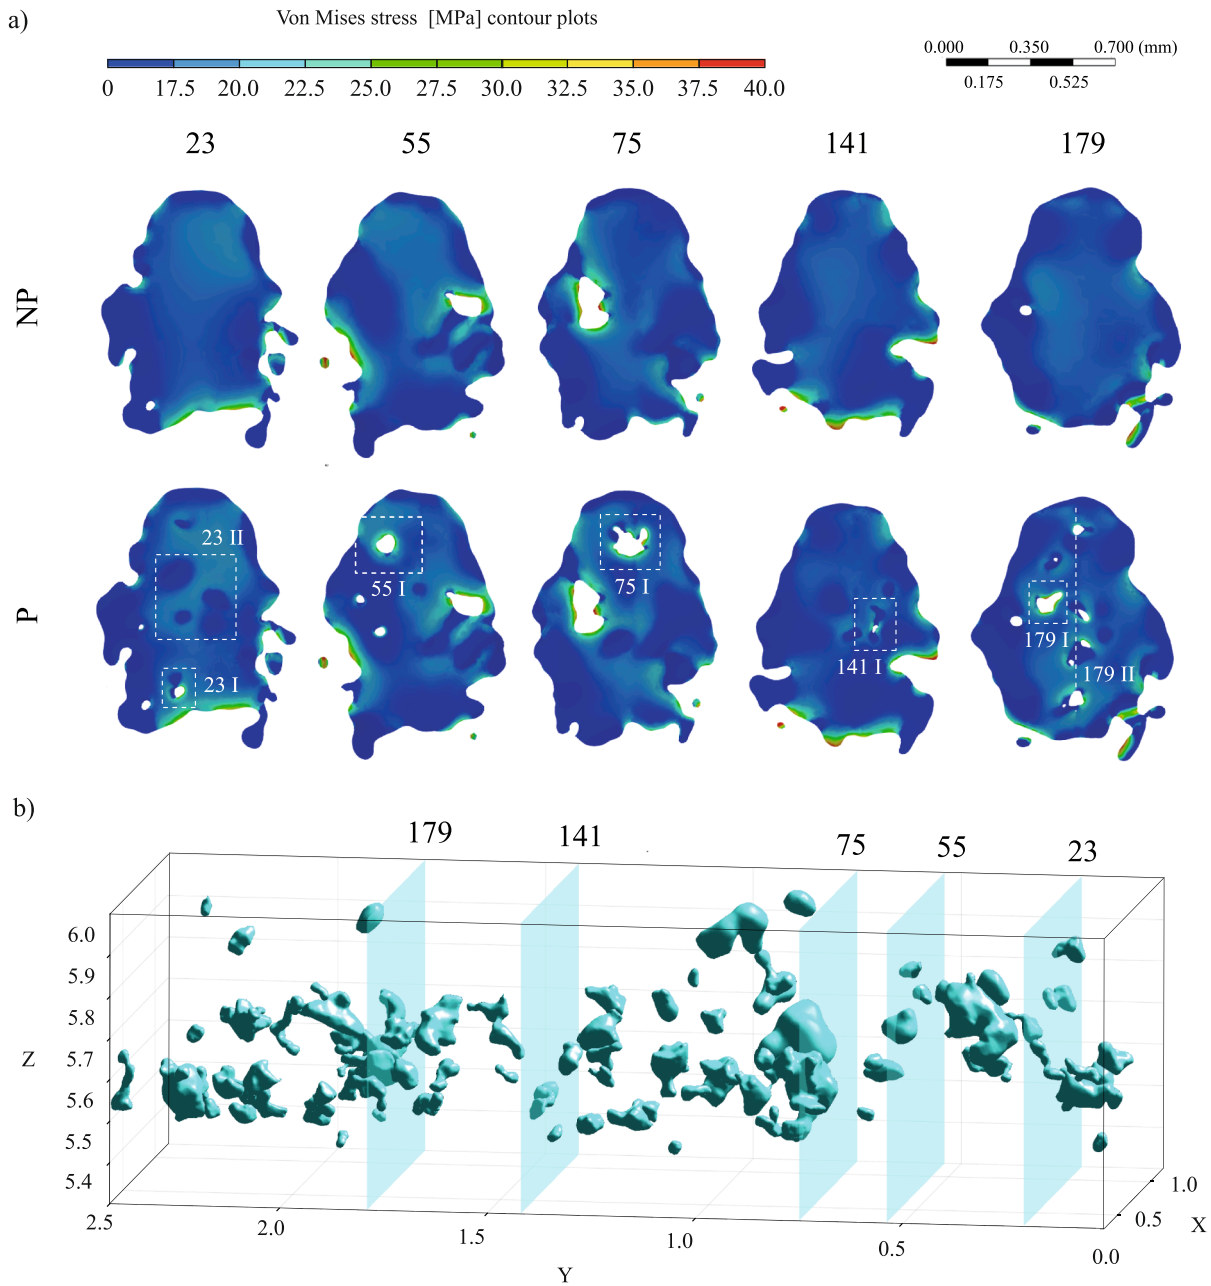 a)
Von Mises stress [MPa] contour plots
0.000 0.350 0.700 (mm)
0.175 0.525
0 17.5 20.0 22.5 25.0 27.5 30.0 32.5 35.0 37.5 40.0
23 55 75 141 179
NP
P
23 II
23 I
55 I
75 I
141 I
179 I
179 II
b)
179 141 75 55 23
6.0
5.9
5.8
5.7
5.6
5.5
5.4
Z
2.5 2.0 1.5 1.0 0.5 0.0
Y
0.5 1.0
X